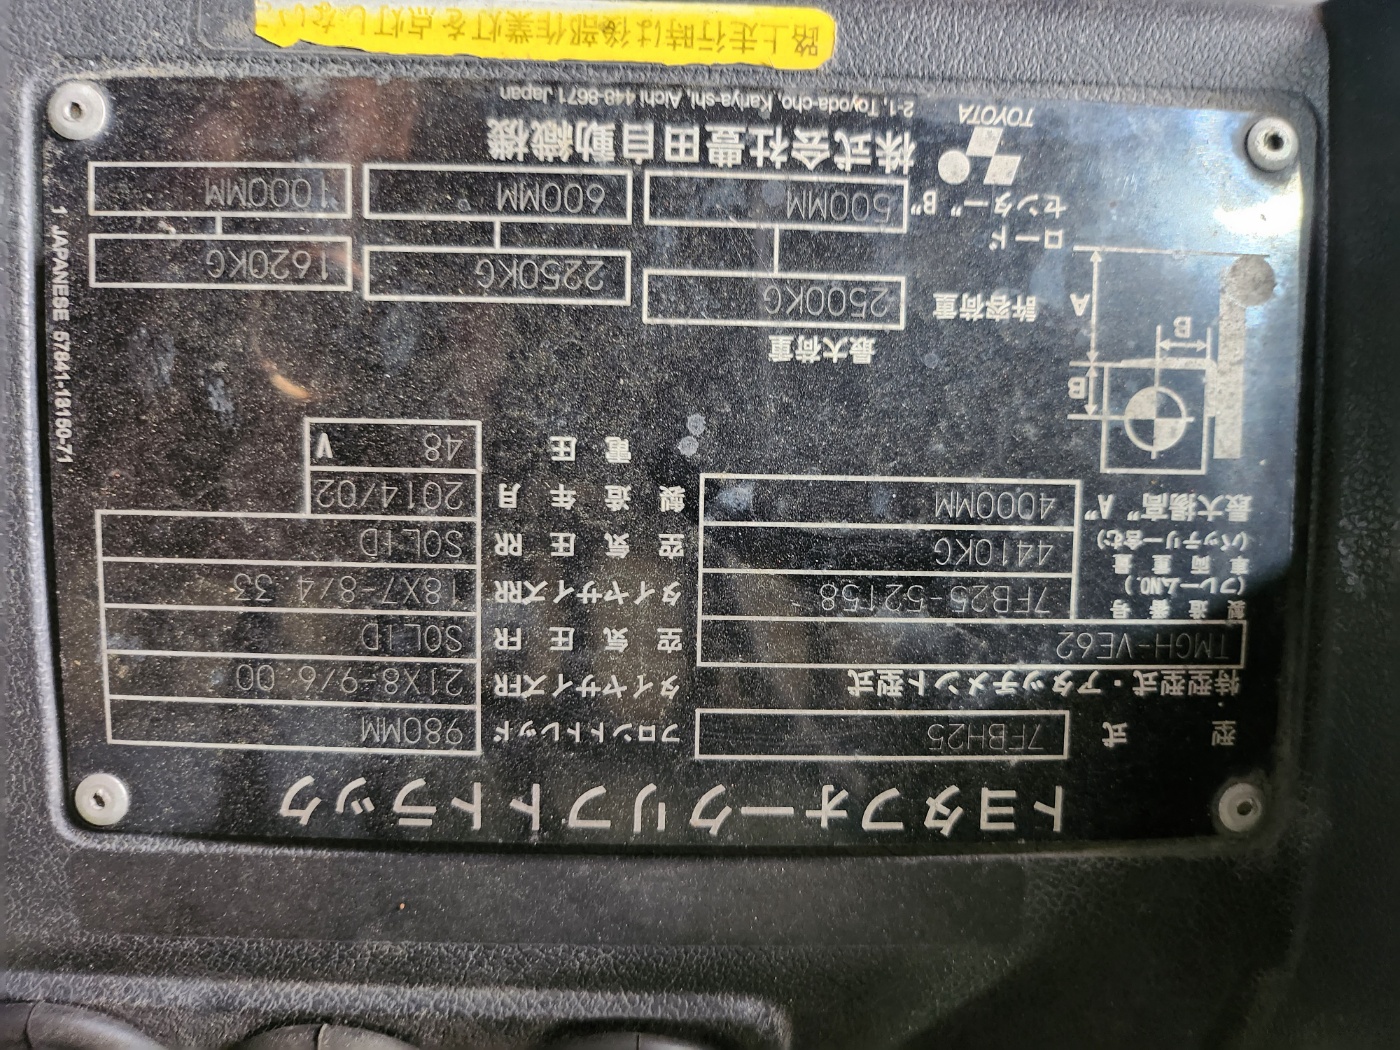 トヨタフォークリフトトラック
型式 7FBH25
特型型式・アタッチメント型式
TMGH-VE62
製造番号 (フレームNO.) 7FB25-52158
車両重量 (バッテリー含む) 4410KG
最大揚高 "A" 4000MM
フロントトレッド 980MM
タイヤサイズFR 21X8-9/6.00
空気圧FR SOLID
タイヤサイズRR 18X7-8/4.33
空気圧RR SOLID
製造年月 2014/02
電圧 48 V
B
A
B
最大荷重
許容荷重 2500KG 2250KG 1620KG
ロードセンター "B" 500MM 600MM 1000MM
TOYOTA
株式会社豊田自動織機
2-1, Toyoda-cho, Kariya-shi, Aichi 448-8671 Japan
1 JAPANESE 57841-13150-71
路上走行時は後部作業灯を点灯しない